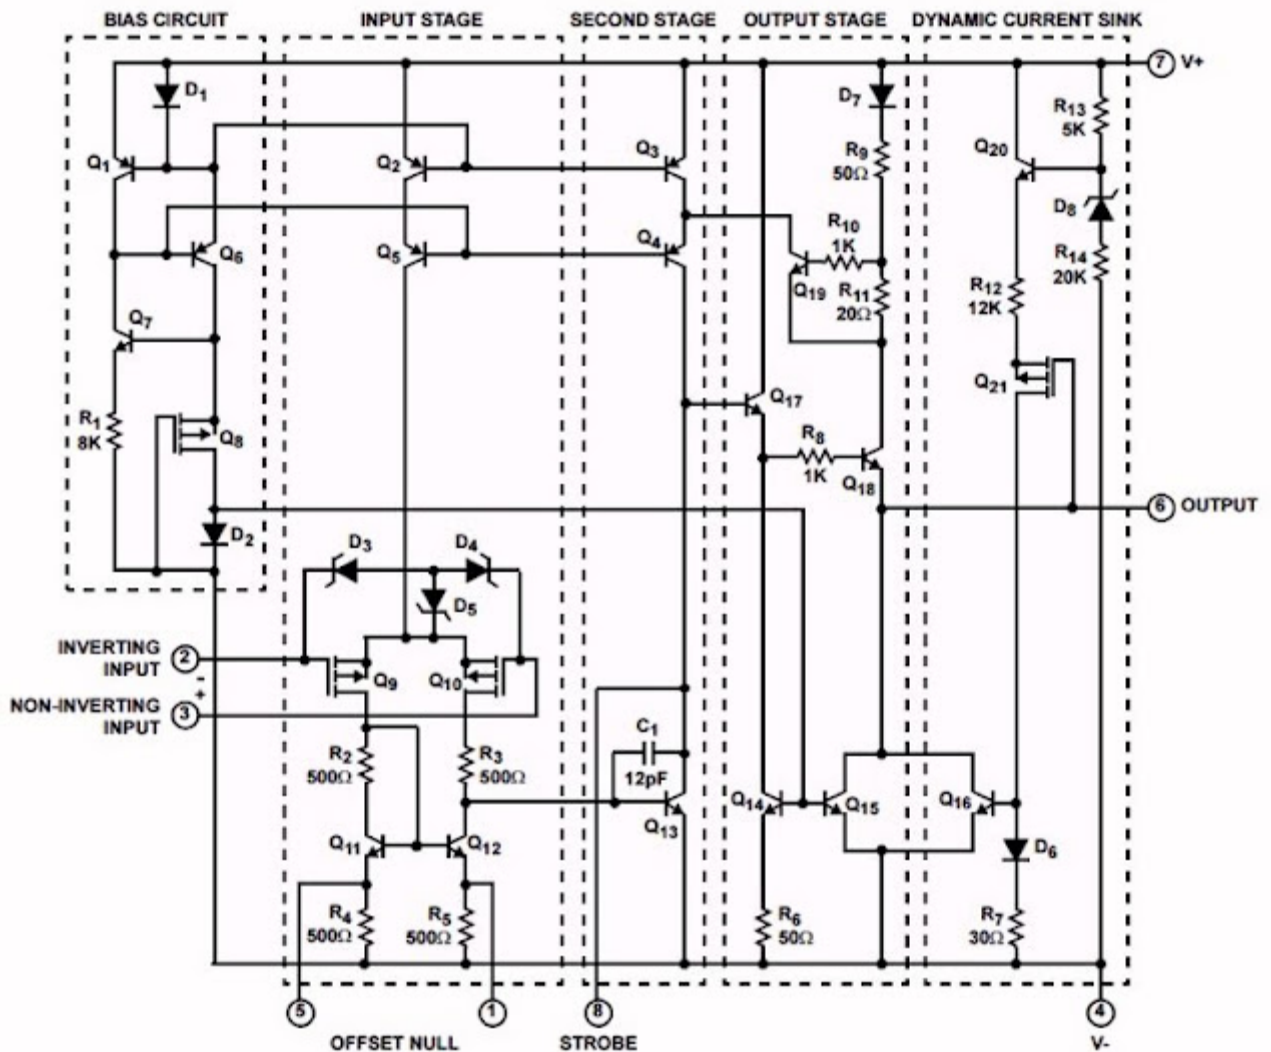 BIAS CIRCUIT
INPUT STAGE
SECOND STAGE
OUTPUT STAGE
DYNAMIC CURRENT SINK
7 V+
D1
D7
R13
5K
Q1
Q2
Q3
R9
50Ω
Q20
D8
Q6
Q5
Q4
R10
1K
R14
20K
Q19
R11
20Ω
R12
12K
Q7
Q21
Q17
R1
8K
Q8
R8
1K
Q18
6 OUTPUT
D2
D3
D4
D5
INVERTING
INPUT
2
-
Q9
Q10
+
NON-INVERTING
INPUT
3
C1
12pF
R2
500Ω
R3
500Ω
Q14
Q15
Q16
Q13
Q11
Q12
D6
R4
500Ω
R5
500Ω
R6
50Ω
R7
30Ω
5
1
8
4
OFFSET NULL
STROBE
V-